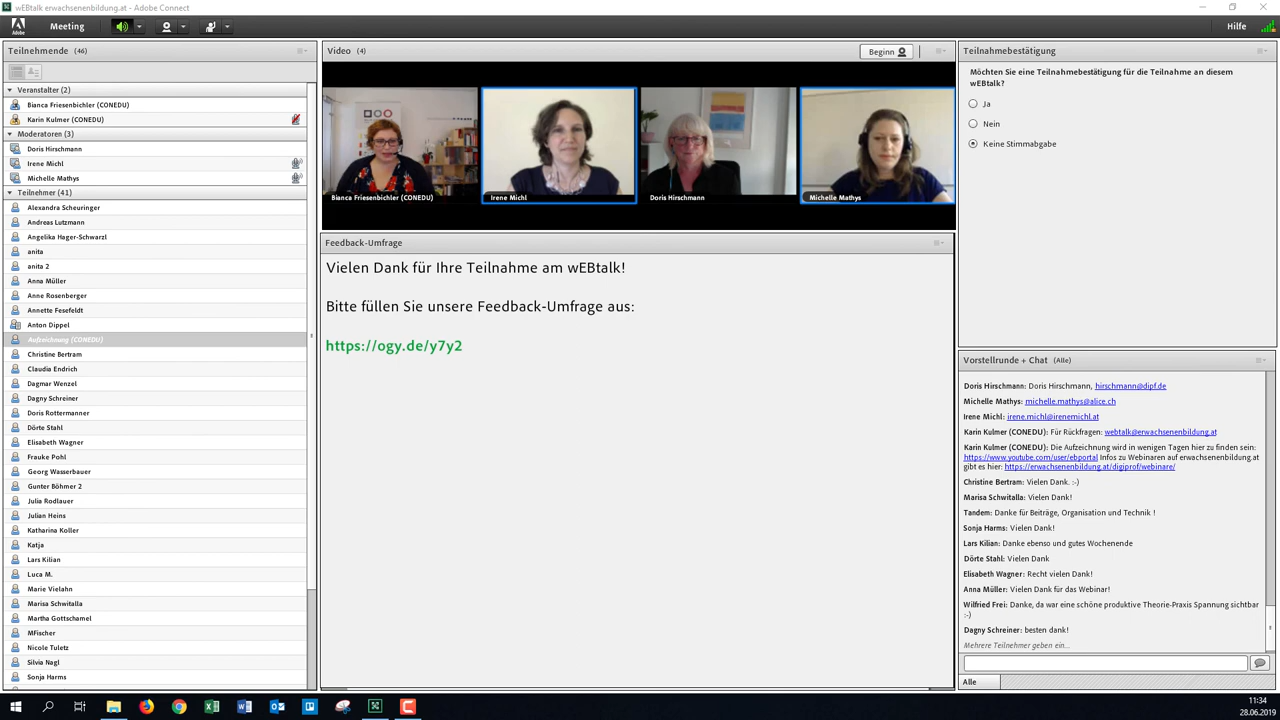 wEBtalk erwachsenenbildung.at - Adobe Connect
Adobe
Meeting
Hilfe
Teilnehmende (46)
Veranstalter (2)
Bianca Friesenbichler (CONEDU)
Karin Kulmer (CONEDU)
Moderatoren (3)
Doris Hirschmann
Irene Michl
Michelle Mathys
Teilnehmer (41)
Alexandra Scheuringer
Andreas Lutzmann
Angelika Hager-Schwarzl
anita
anita 2
Anna Müller
Anne Rosenberger
Annette Fesefeldt
Anton Dippel
Aufzeichnung (CONEDU)
Christine Bertram
Claudia Endrich
Dagmar Wenzel
Dagny Schreiner
Doris Rottermanner
Dörte Stahl
Elisabeth Wagner
Frauke Pohl
Georg Wasserbauer
Gunter Böhmer 2
Julia Rodlauer
Julian Heins
Katharina Koller
Katja
Lars Kilian
Luca M.
Marie Vielahn
Marisa Schwitalla
Martha Gottschamel
MFischer
Nicole Tuletz
Silvia Nagl
Sonja Harms
Video (4)
Beginn
Bianca Friesenbichler (CONEDU)
Irene Michl
Doris Hirschmann
Michelle Mathys
Feedback-Umfrage
Vielen Dank für Ihre Teilnahme am wEBtalk!
Bitte füllen Sie unsere Feedback-Umfrage aus:
https://ogy.de/y7y2
Teilnahmebestätigung
Möchten Sie eine Teilnahmebestätigung für die Teilnahme an diesem
wEBtalk?
Ja
Nein
Keine Stimmabgabe
Vorstellrunde + Chat (Alle)
Doris Hirschmann: Doris Hirschmann, hirschmann@dipf.de
Michelle Mathys: michelle.mathys@alice.ch
Irene Michl: irene.michl@irenemichl.at
Karin Kulmer (CONEDU): Für Rückfragen: webtalk@erwachsenenbildung.at
Karin Kulmer (CONEDU): Die Aufzeichnung wird in wenigen Tagen hier zu finden sein:
https://www.youtube.com/user/ebportal Infos zu Webinaren auf erwachsenenbildung.at
gibt es hier: https://erwachsenenbildung.at/digiprof/webinare/
Christine Bertram: Vielen Dank. :-)
Marisa Schwitalla: Vielen Dank!
Tandem: Danke für Beiträge, Organisation und Technik !
Sonja Harms: Vielen Dank!
Lars Kilian: Danke ebenso und gutes Wochenende
Dörte Stahl: Vielen Dank
Elisabeth Wagner: Recht vielen Dank!
Anna Müller: Vielen Dank für das Webinar!
Wilfried Frei: Danke, da war eine schöne produktive Theorie-Praxis Spannung sichtbar
:-)
Dagny Schreiner: besten dank!
Mehrere Teilnehmer geben ein...
Alle
11:34
28.06.2019